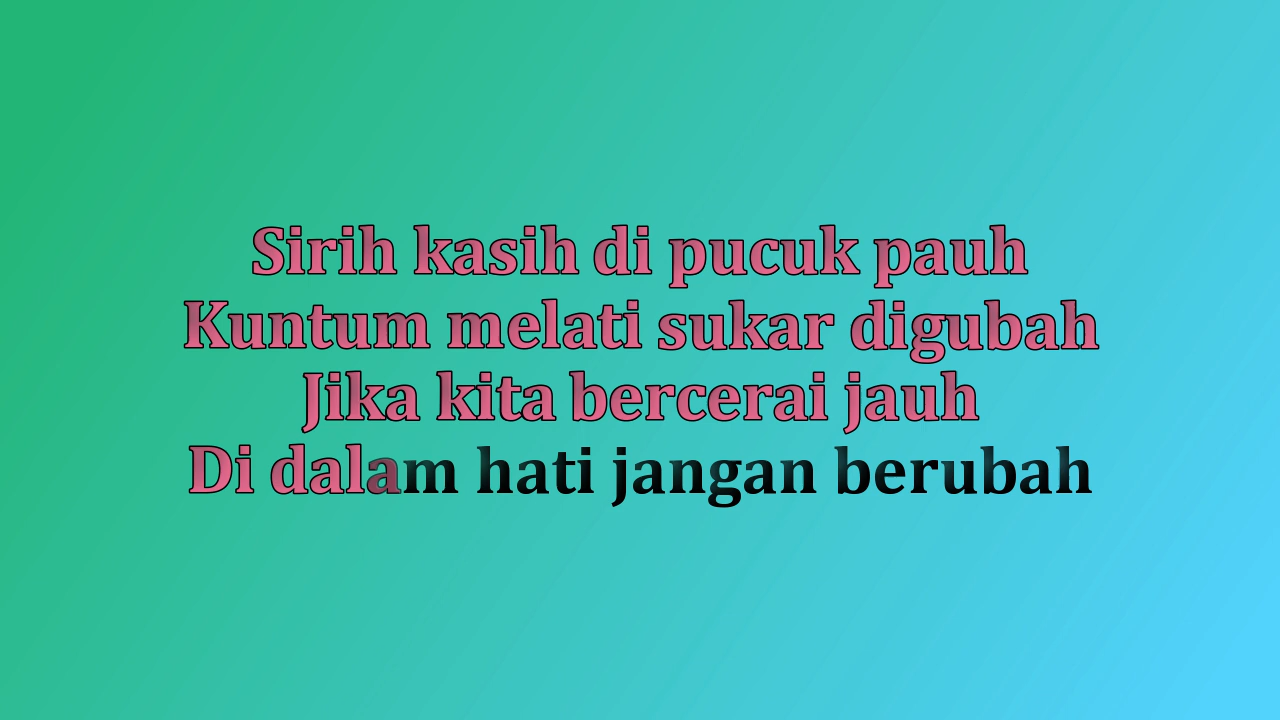 Sirih kasih di pucuk pauh
Kuntum melati sukar digubah
Jika kita bercerai jauh
Di dalam hati jangan berubah